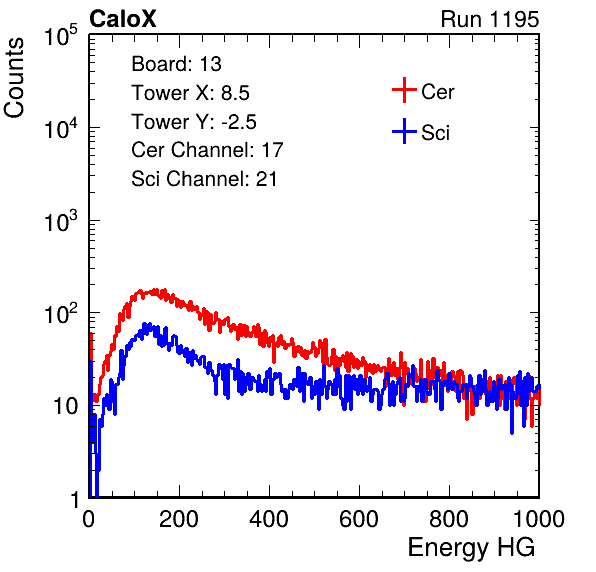 CaloX Run 1195
Counts
10^5
10^4
10^3
10^2
10
1
Board: 13
Tower X: 8.5
Tower Y: -2.5
Cer Channel: 17
Sci Channel: 21
Cer
Sci
0 200 400 600 800 1000
Energy HG